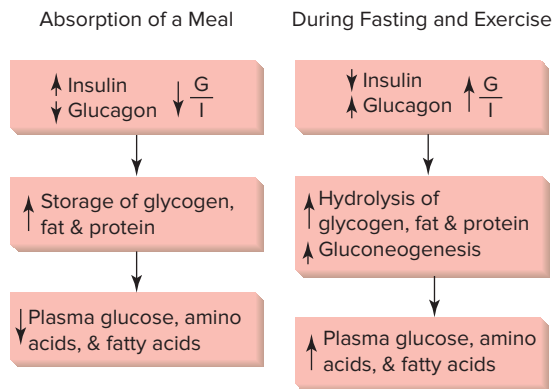 Absorption of a Meal
↑ Insulin
↓ Glucagon
↓ G/I
↑ Storage of glycogen,
fat & protein
↓ Plasma glucose, amino
acids, & fatty acids
During Fasting and Exercise
↓ Insulin
↑ Glucagon
↑ G/I
↑ Hydrolysis of
glycogen, fat & protein
↑ Gluconeogenesis
↑ Plasma glucose, amino
acids, & fatty acids